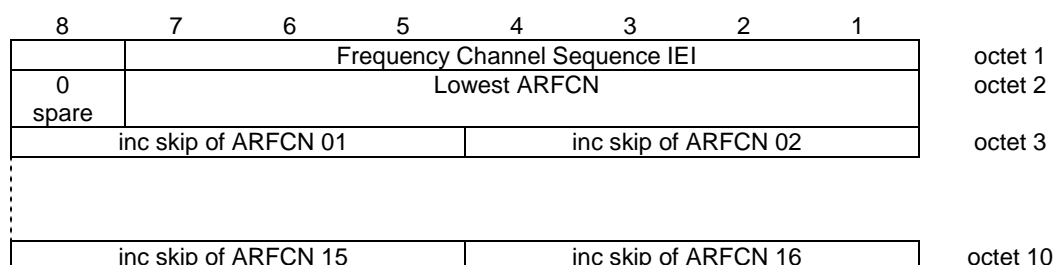 8 7 6 5 4 3 2 1
Frequency Channel Sequence IEI octet 1
0 Lowest ARFCN octet 2
spare
inc skip of ARFCN 01 inc skip of ARFCN 02 octet 3
inc skip of ARFCN 15 inc skip of ARFCN 16 octet 10